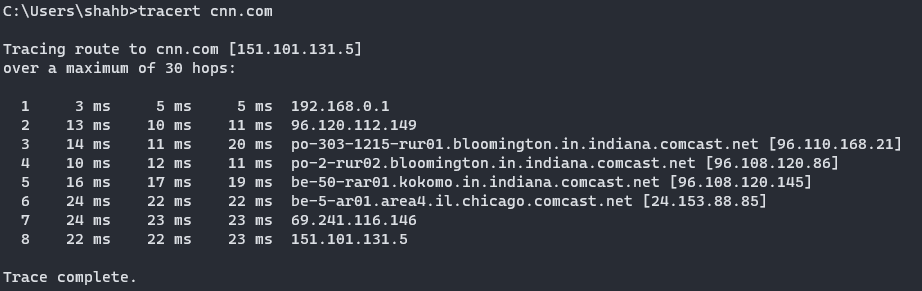 C:\Users\shahb>tracert cnn.com
Tracing route to cnn.com [151.101.131.5]
over a maximum of 30 hops:
1 3 ms 5 ms 5 ms 192.168.0.1
2 13 ms 10 ms 11 ms 96.120.112.149
3 14 ms 11 ms 20 ms po-303-1215-rur01.bloomington.in.indiana.comcast.net [96.110.168.21]
4 10 ms 12 ms 11 ms po-2-rur02.bloomington.in.indiana.comcast.net [96.108.120.86]
5 16 ms 17 ms 19 ms be-50-rar01.kokomo.in.indiana.comcast.net [96.108.120.145]
6 24 ms 22 ms 22 ms be-5-ar01.area4.il.chicago.comcast.net [24.153.88.85]
7 24 ms 23 ms 23 ms 69.241.116.146
8 22 ms 22 ms 23 ms 151.101.131.5
Trace complete.